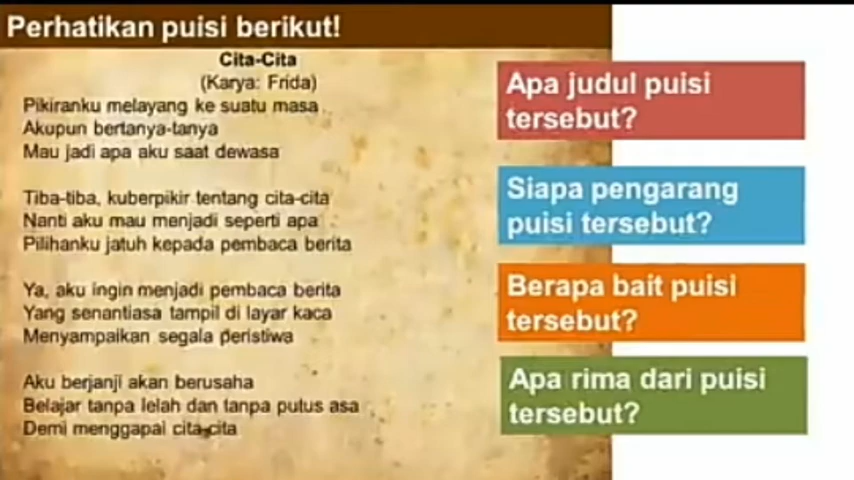 Perhatikan puisi berikut!
Cita-Cita
(Karya: Frida)
Pikiranku melayang ke suatu masa
Akupun bertanya-tanya
Mau jadi apa aku saat dewasa
Tiba-tiba, kuberpikir tentang cita-cita
Nanti aku mau menjadi seperti apa
Pilihanku jatuh kepada pembaca berita
Ya, aku ingin menjadi pembaca berita
Yang senantiasa tampil di layar kaca
Menyampaikan segala peristiwa
Aku berjanji akan berusaha
Belajar tanpa lelah dan tanpa putus asa
Demi menggapai cita-cita
Apa judul puisi
tersebut?
Siapa pengarang
puisi tersebut?
Berapa bait puisi
tersebut?
Apa rima dari puisi
tersebut?